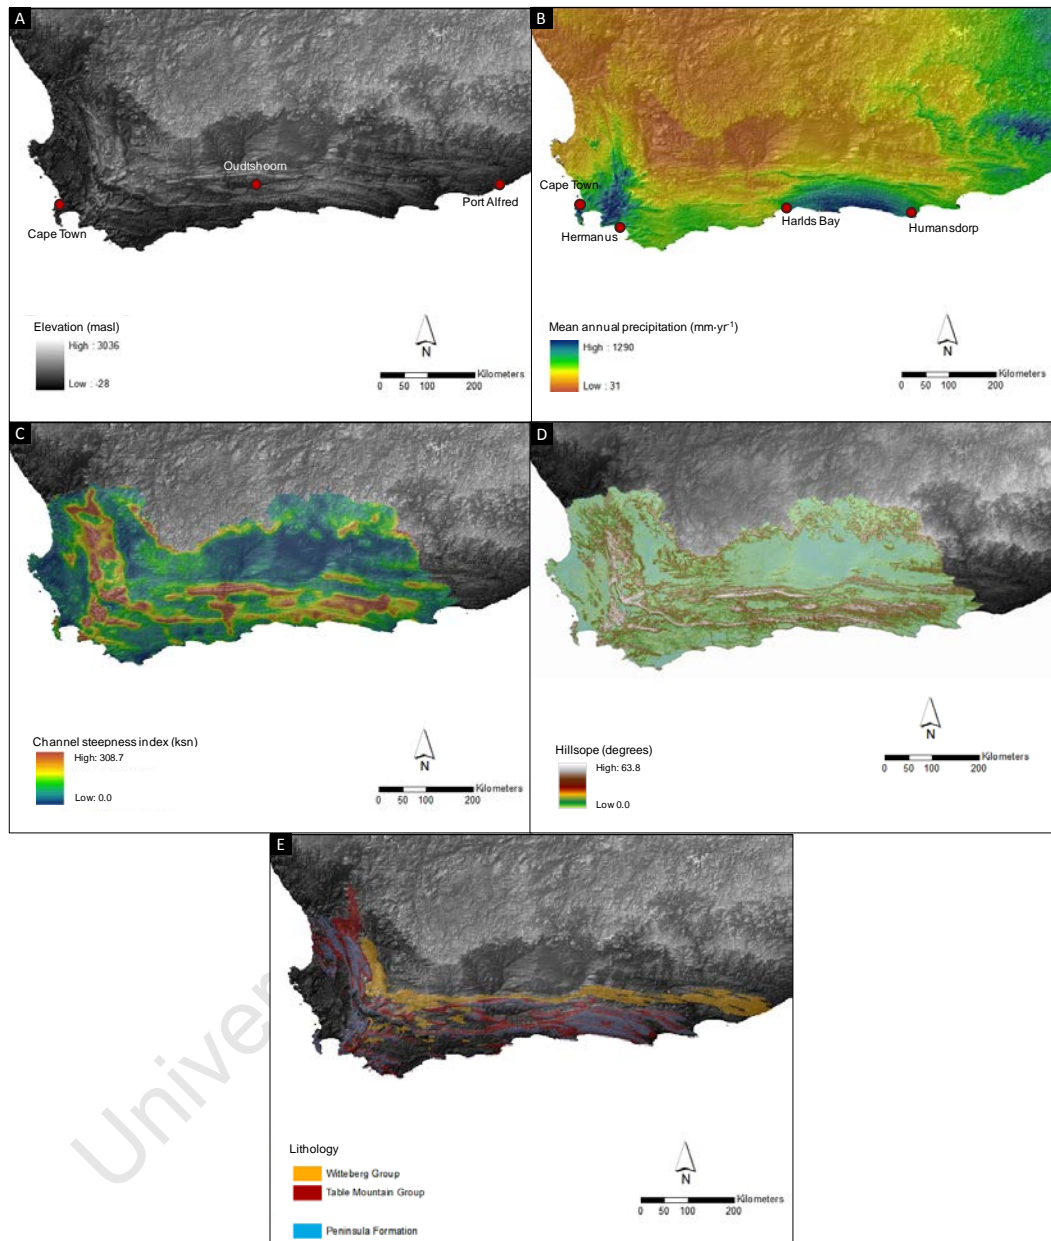 A
Oudtshoorn
Port Alfred
Cape Town
Elevation (masl)
High : 3036
Low : -28
N
Kilometers
0 50 100 200
B
Cape Town
Hermanus
Harlds Bay
Humansdorp
Mean annual precipitation (mm·yr-1)
High : 1290
Low : 31
N
Kilometers
0 50 100 200
C
Channel steepness index (ksn)
High: 308.7
Low: 0.0
N
Kilometers
0 50 100 200
D
Hillsope (degrees)
High: 63.8
Low 0.0
N
Kilometers
0 50 100 200
E
Univer
Lithology
Witteberg Group
Table Mountain Group
Peninsula Formation
N
Kilometers
0 50 100 200